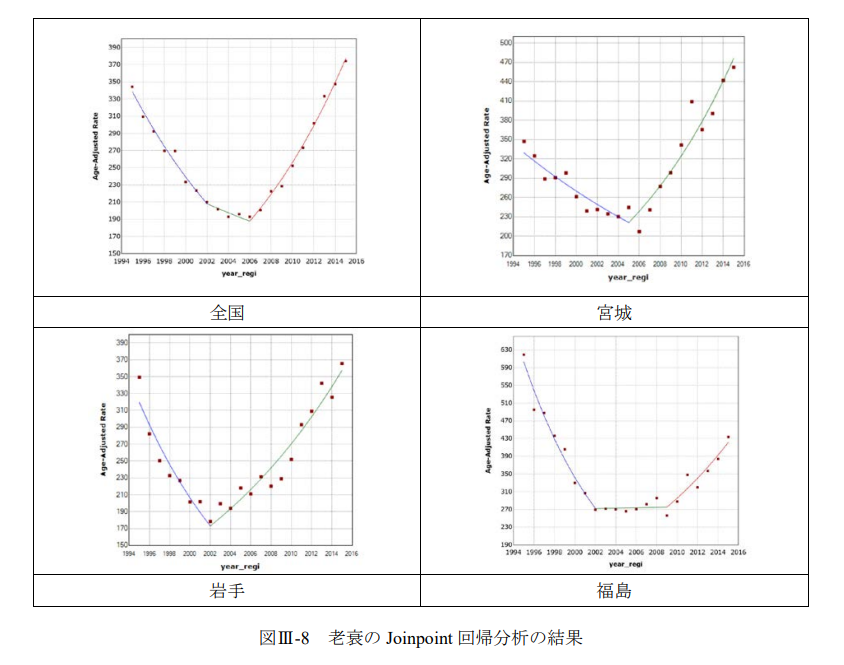 390
370
350
330
310
290
270
250
230
210
190
170
150
Age-Adjusted Rate
1994 1996 1998 2000 2002 2004 2006 2008 2010 2012 2014 2016
year_regi
500
470
440
410
380
350
320
290
260
230
200
170
Age-Adjusted Rate
1994 1996 1998 2000 2002 2004 2006 2008 2010 2012 2014 2016
year_regi
全国
宮城
390
370
350
330
310
290
270
250
230
210
190
170
150
Age-Adjusted Rate
1994 1996 1998 2000 2002 2004 2006 2008 2010 2012 2014 2016
year_regi
630
590
550
510
470
430
390
350
310
270
230
190
Age-Adjusted Rate
1994 1996 1998 2000 2002 2004 2006 2008 2010 2012 2014 2016
year_regi
岩手
福島
図Ⅲ-8 老衰の Joinpoint 回帰分析の結果